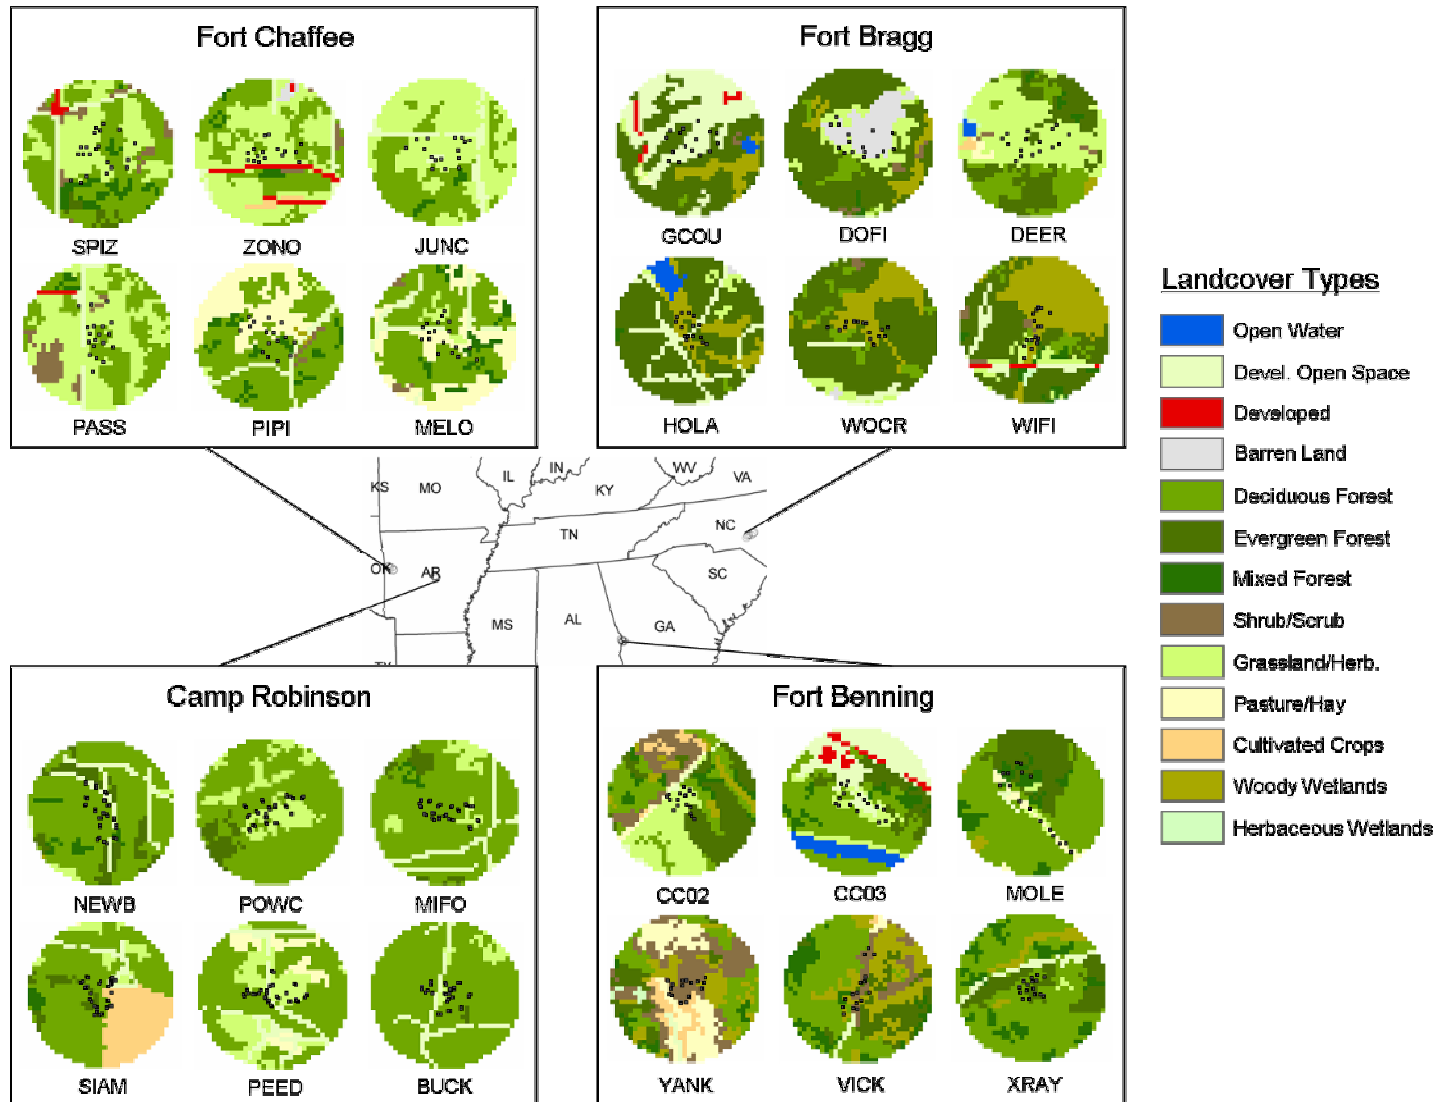 Fort Chaffee
SPIZ ZONO JUNC
PASS PIPI MELO
Fort Bragg
GCOU DOFI DEER
HOLA WOCR WIFI
Landcover Types
Open Water
Devel. Open Space
Developed
Barren Land
Deciduous Forest
Evergreen Forest
Mixed Forest
Shrub/Scrub
Grassland/Herb.
Pasture/Hay
Cultivated Crops
Woody Wetlands
Herbaceous Wetlands
KS MO IL IN KY WV VA
TN NC
OK AR SC
MS AL GA
Camp Robinson
NEWB POWC MIFO
SIAM PEED BUCK
Fort Benning
CC02 CC03 MOLE
YANK VICK XRAY